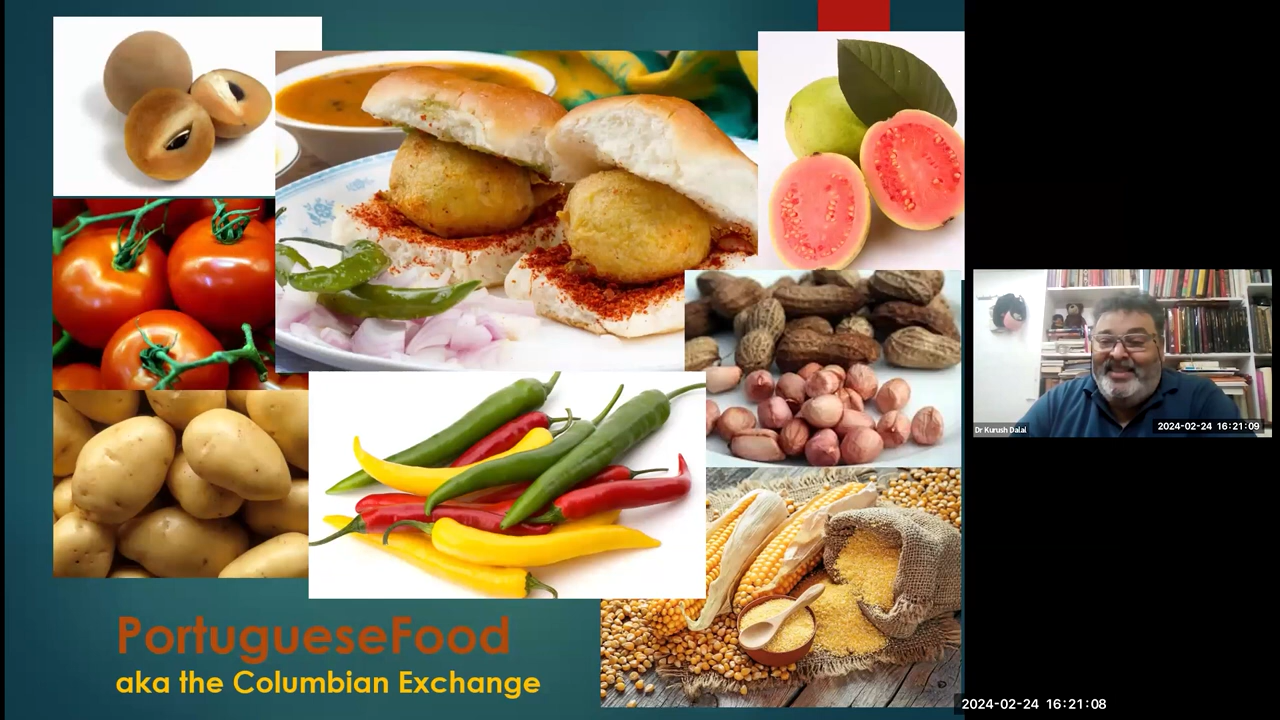 PortugueseFood
aka the Columbian Exchange
Dr Kurush Dalal
2024-02-24 16:21:09
2024-02-24 16:21:08